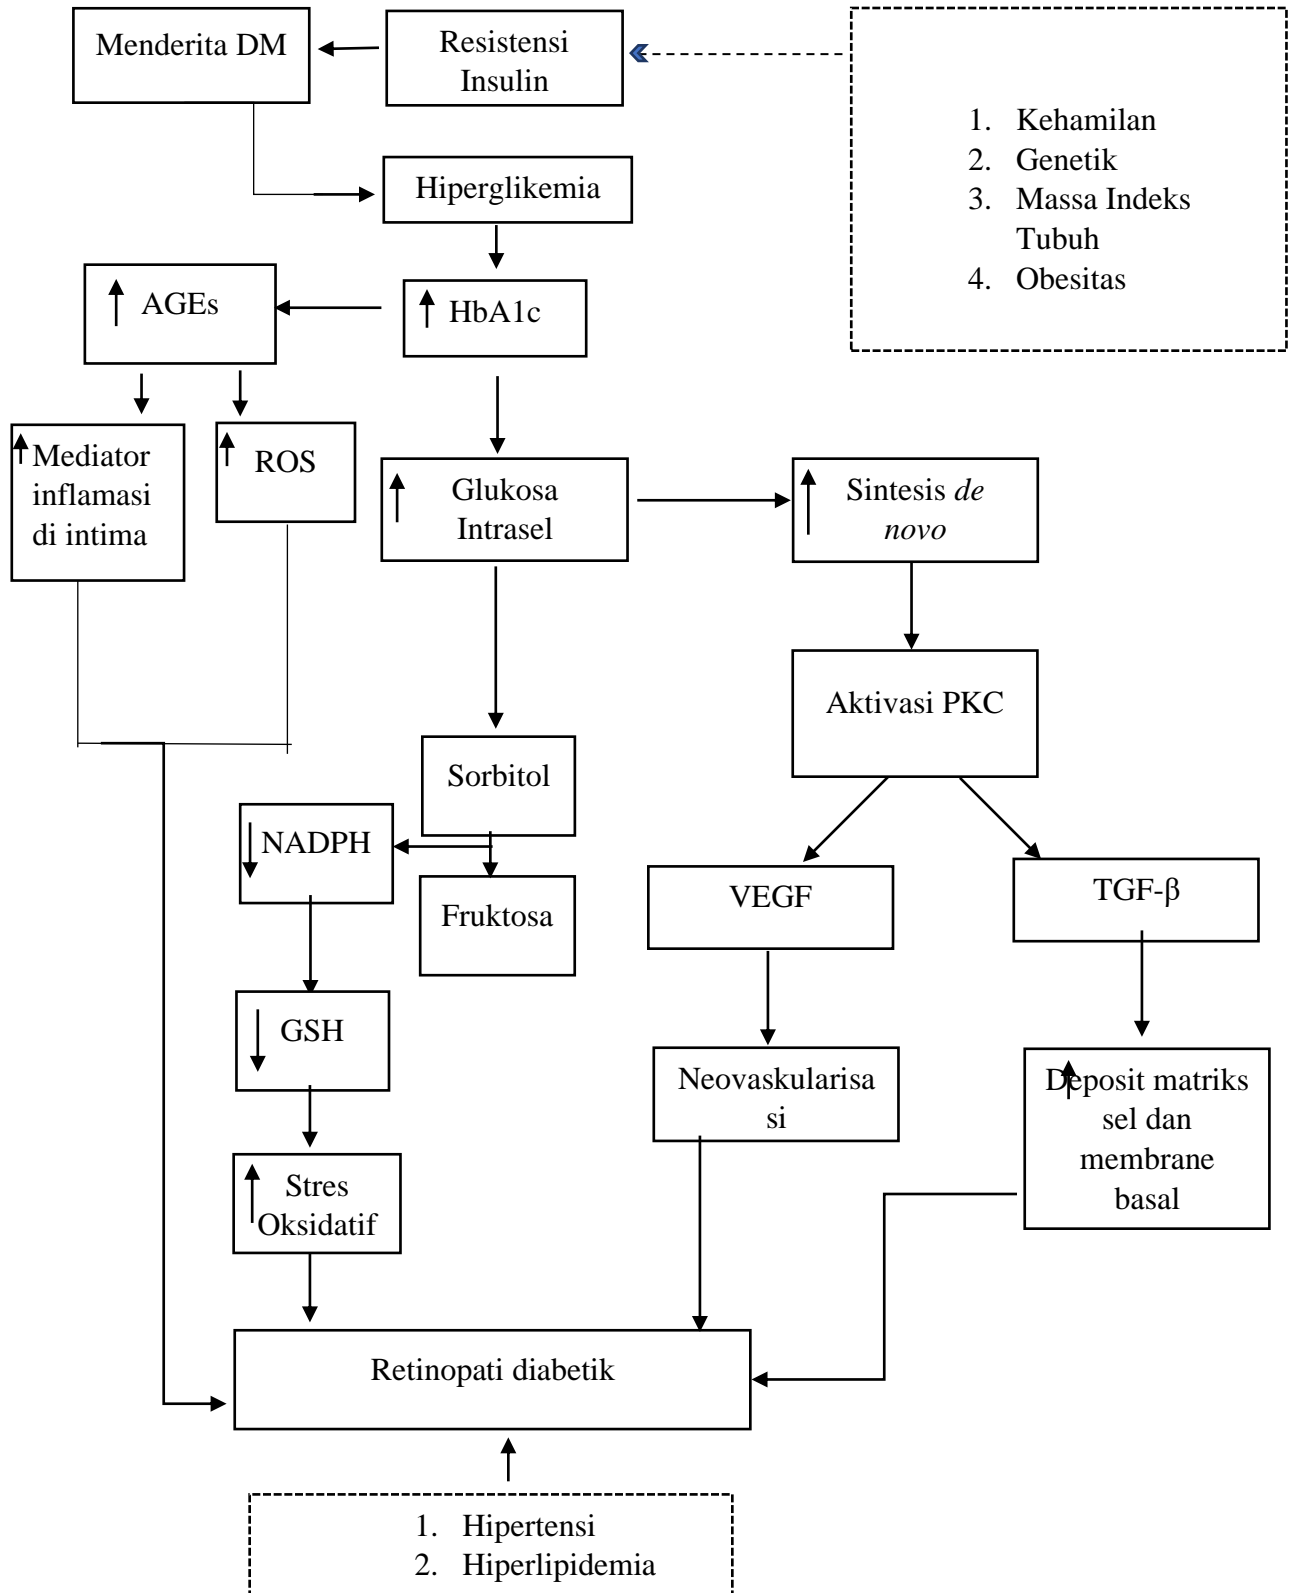 Menderita DM
Resistensi
Insulin
1. Kehamilan
2. Genetik
3. Massa Indeks
Tubuh
4. Obesitas
Hiperglikemia
AGEs
HbA1c
Mediator
inflamasi
di intima
ROS
Glukosa
Intrasel
Sintesis de
novo
Aktivasi PKC
Sorbitol
NADPH
Fruktosa
VEGF
TGF-β
GSH
Neovaskularisa
si
Deposit matriks
sel dan
membrane
basal
Stres
Oksidatif
Retinopati diabetik
1. Hipertensi
2. Hiperlipidemia